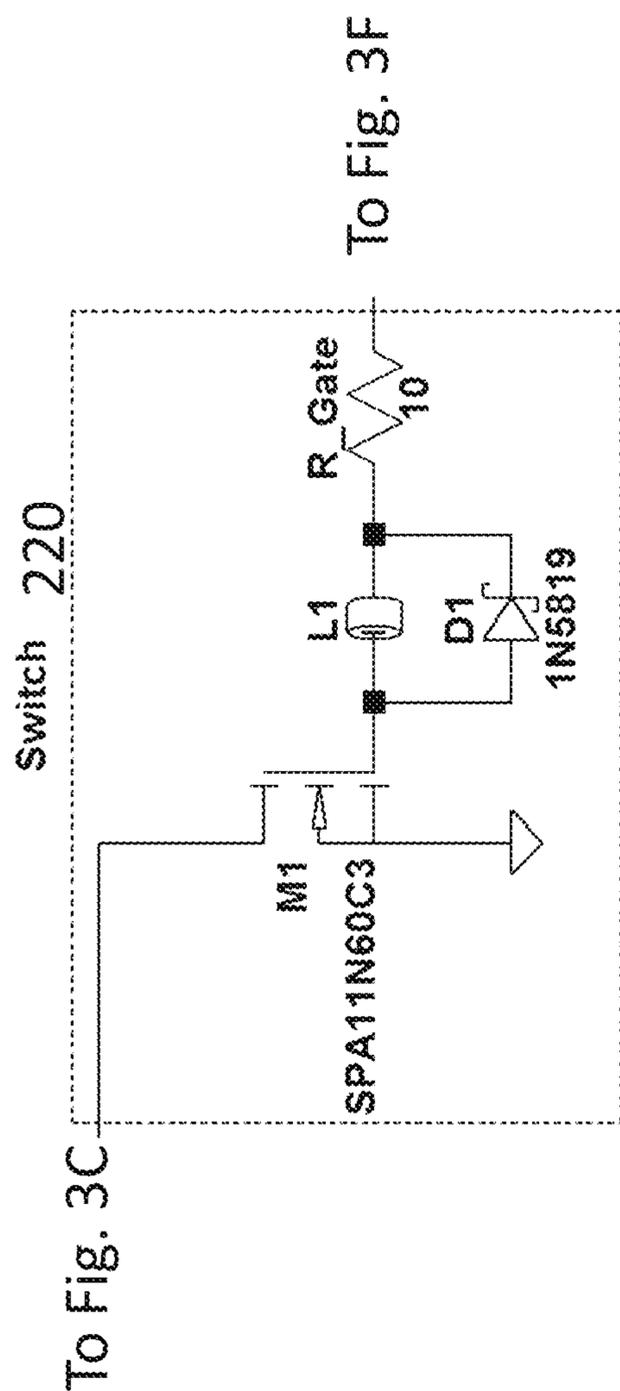 Switch 220
To Fig. 3C
M1
SPA11N60C3
L1
D1
1N5819
R_Gate
10
To Fig. 3F